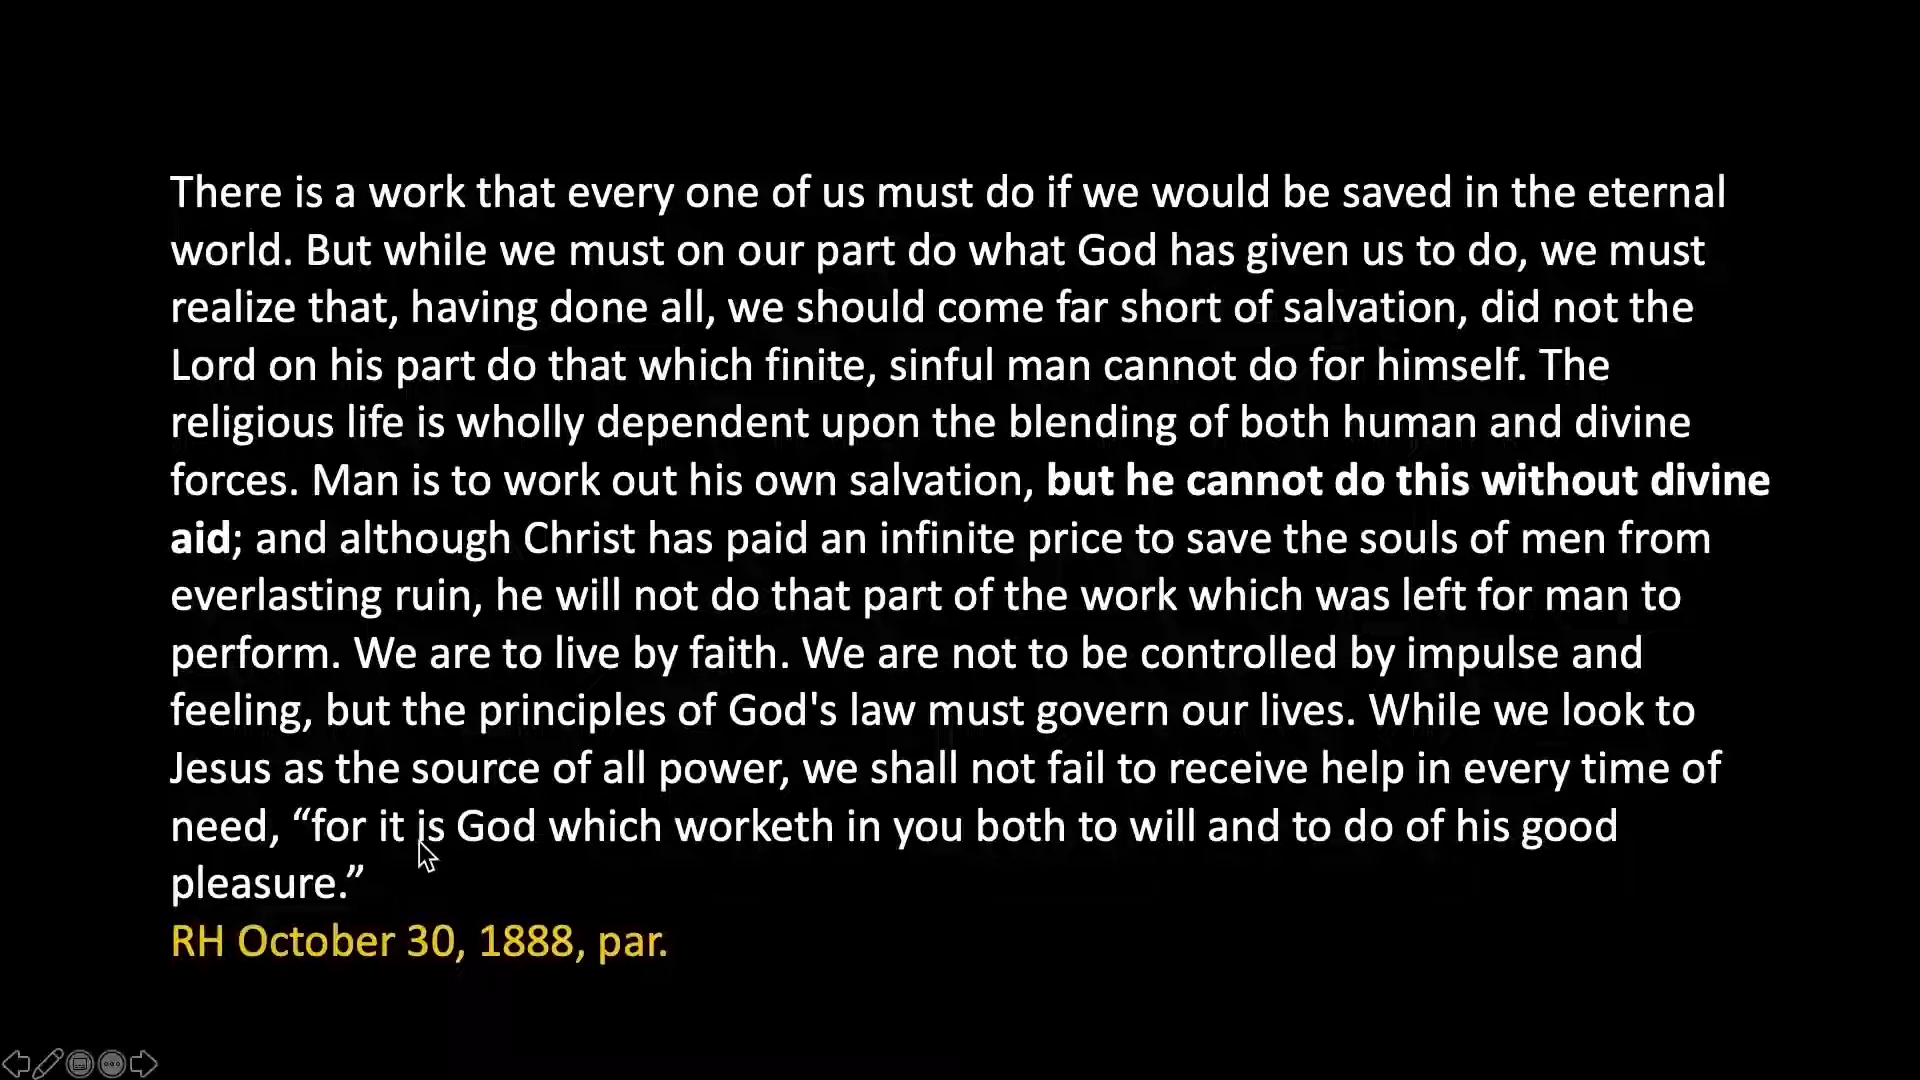 There is a work that every one of us must do if we would be saved in the eternal
world. But while we must on our part do what God has given us to do, we must
realize that, having done all, we should come far short of salvation, did not the
Lord on his part do that which finite, sinful man cannot do for himself. The
religious life is wholly dependent upon the blending of both human and divine
forces. Man is to work out his own salvation, but he cannot do this without divine
aid; and although Christ has paid an infinite price to save the souls of men from
everlasting ruin, he will not do that part of the work which was left for man to
perform. We are to live by faith. We are not to be controlled by impulse and
feeling, but the principles of God's law must govern our lives. While we look to
Jesus as the source of all power, we shall not fail to receive help in every time of
need, “for it is God which worketh in you both to will and to do of his good
pleasure.”
RH October 30, 1888, par.